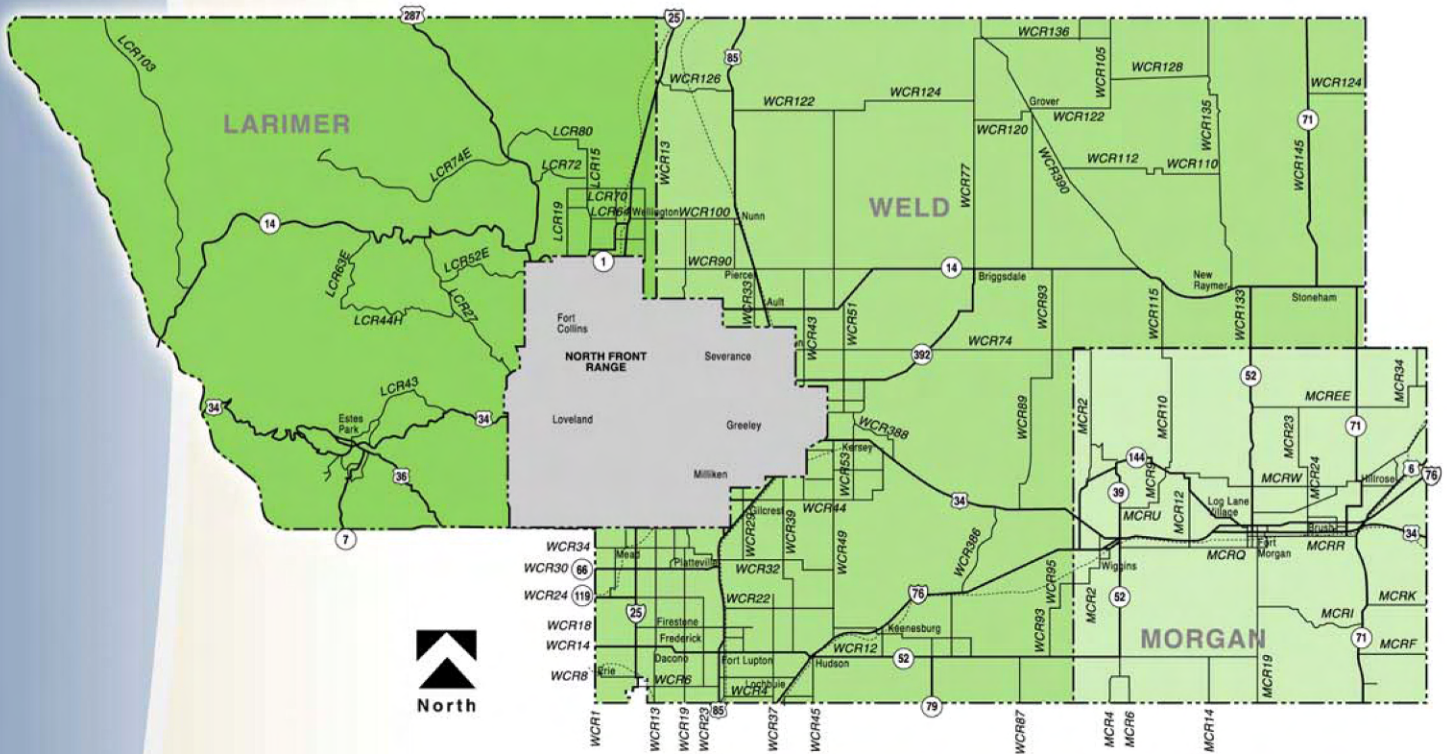 287
25
85
WCR136
LCR103
WCR126
WCR105
WCR128
WCR124
WCR122
WCR124
Grover
WCR122
WCR135
71
LARIMER
LCR80
LCR74E
LCR72
LCR15
WCR13
WCR120
WCR77
WCR390
WCR112
WCR110
WCR145
LCR70
LCR19
LCR64
Wellington
WCR100
Nunn
WELD
14
LCR63E
LCR52E
1
WCR90
Pierce
WCR33
14
Briggsdale
New
Raymer
Stoneham
LCR44H
LCR27
Ault
WCR43
WCR51
WCR93
WCR115
WCR133
Fort
Collins
NORTH FRONT
RANGE
Severance
392
WCR74
52
MCR34
34
LCR43
Estes
Park
34
Loveland
Greeley
WCR388
Kersey
WCR89
MCR2
MCR10
MCREE
MCR23
71
36
Milliken
WCR53
34
144
MCR9
39
MCRW
MCR24
Hillrose
6
76
7
Gilcrest
WCR29
WCR39
WCR44
WCR49
WCR386
MCRU
MCR12
Log Lane
Village
Brush
34
WCR34
Mead
WCR30
66
Platteville
WCR32
WCR95
Wiggins
MCRQ
Fort
Morgan
MCRR
WCR24
119
25
WCR22
76
WCR93
MCR2
52
MCRI
MCRK
WCR18
Firestone
Frederick
Keenesburg
MORGAN
71
MCRF
WCR14
Dacono
Fort Lupton
WCR12
Hudson
52
WCR8
WCR6
Lochbuie
WCR4
MCR19
North
WCR1
WCR13
WCR19
WCR23
85
WCR37
WCR45
79
WCR87
MCR4
MCR6
MCR14